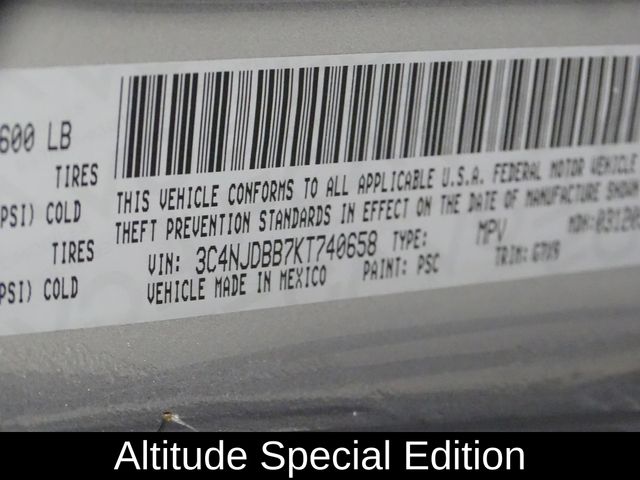 600 LB
TIRES
PSI) COLD
TIRES
PSI) COLD
THIS VEHICLE CONFORMS TO ALL APPLICABLE U.S.A. FEDERAL MOTOR VEHICLE
THEFT PREVENTION STANDARDS IN EFFECT ON THE DATE OF MANUFACTURE SHOWN
VIN: 3C4NJDBB7KT740658 TYPE: MPV
VEHICLE MADE IN MEXICO PAINT: PSC TRIM:
Altitude Special Edition